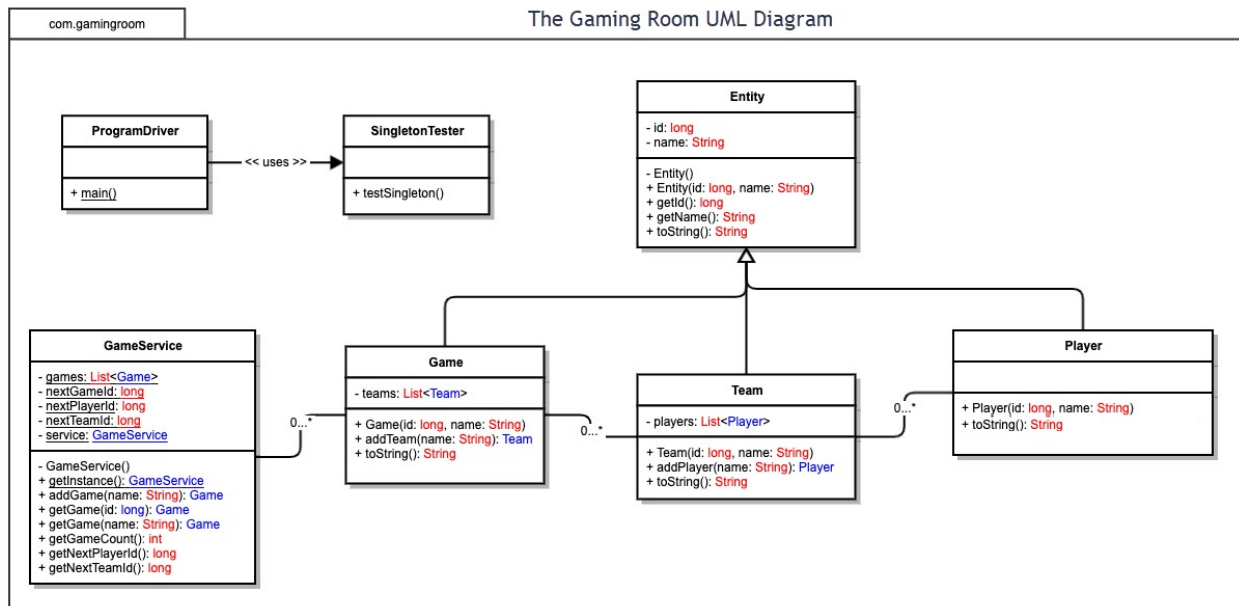 com.gamingroom
The Gaming Room UML Diagram
ProgramDriver
+ main()
<< uses >>
SingletonTester
+ testSingleton()
Entity
- id: long
- name: String
- Entity()
+ Entity(id: long, name: String)
+ getId(): long
+ getName(): String
+ toString(): String
GameService
- games: List<Game>
- nextGameId: long
- nextPlayerId: long
- nextTeamId: long
- service: GameService
- GameService()
+ getInstance(): GameService
+ addGame(name: String): Game
+ getGame(id: long): Game
+ getGame(name: String): Game
+ getGameCount(): int
+ getNextPlayerId(): long
+ getNextTeamId(): long
0...*
Game
- teams: List<Team>
+ Game(id: long, name: String)
+ addTeam(name: String): Team
+ toString(): String
0...*
Team
- players: List<Player>
+ Team(id: long, name: String)
+ addPlayer(name: String): Player
+ toString(): String
0...*
Player
+ Player(id: long, name: String)
+ toString(): String